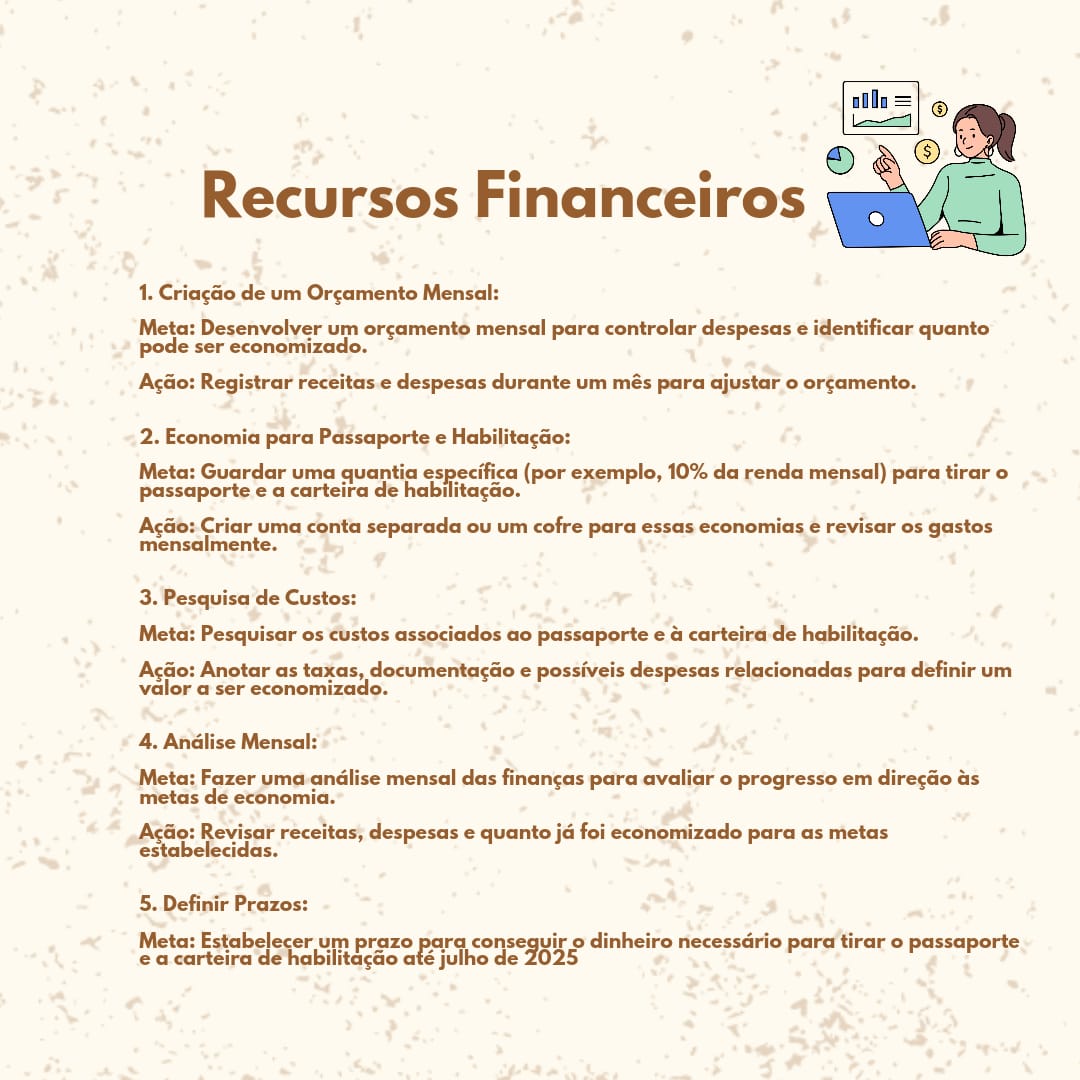 Recursos Financeiros
1. Criação de um Orçamento Mensal:
Meta: Desenvolver um orçamento mensal para controlar despesas e identificar quanto
pode ser economizado.
Ação: Registrar receitas e despesas durante um mês para ajustar o orçamento.
2. Economia para Passaporte e Habilitação:
Meta: Guardar uma quantia específica (por exemplo, 10% da renda mensal) para tirar o
passaporte e a carteira de habilitação.
Ação: Criar uma conta separada ou um cofre para essas economias e revisar os gastos
mensalmente.
3. Pesquisa de Custos:
Meta: Pesquisar os custos associados ao passaporte e à carteira de habilitação.
Ação: Anotar as taxas, documentação e possíveis despesas relacionadas para definir um
valor a ser economizado.
4. Análise Mensal:
Meta: Fazer uma análise mensal das finanças para avaliar o progresso em direção às
metas de economia.
Ação: Revisar receitas, despesas e quanto já foi economizado para as metas
estabelecidas.
5. Definir Prazos:
Meta: Estabelecer um prazo para conseguir o dinheiro necessário para tirar o passaporte
e a carteira de habilitação até julho de 2025